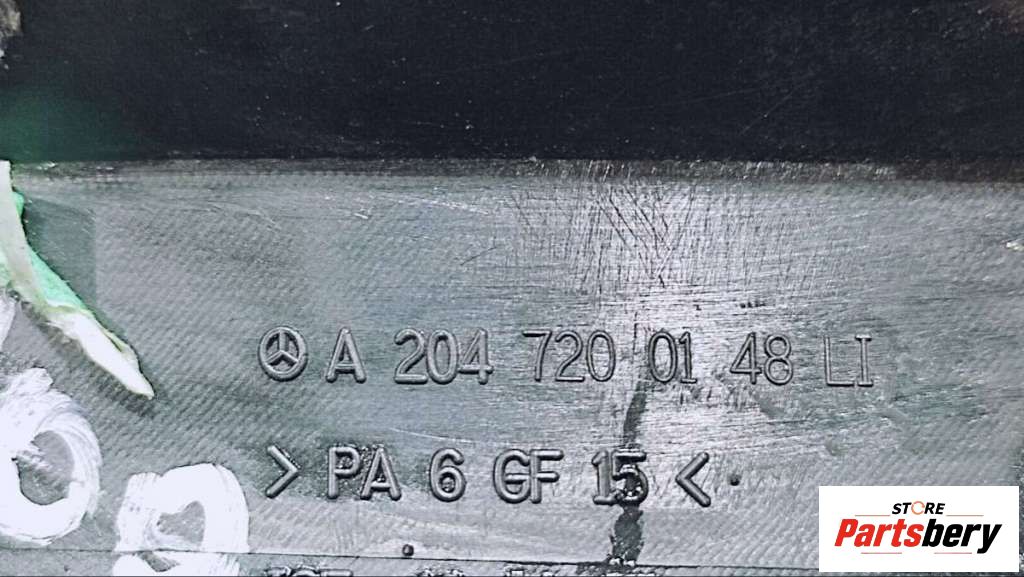 A 204 720 01 48 LI
> PA 6 GF 15 <
STORE
Partsbery